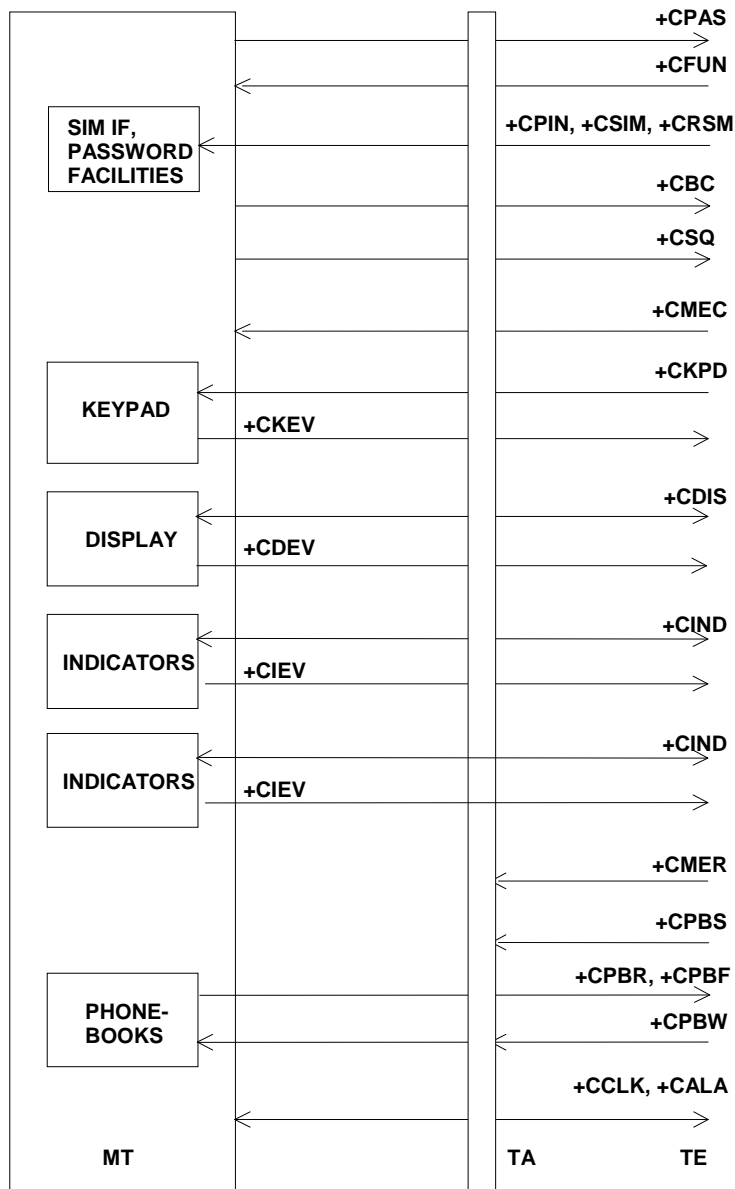 +CPAS
+CFUN
SIM IF,
PASSWORD
FACILITIES
+CPIN, +CSIM, +CRSM
+CBC
+CSQ
+CMEC
+CKPD
KEYPAD
+CKEV
+CDIS
DISPLAY
+CDEV
+CIND
INDICATORS
+CIEV
+CIND
INDICATORS
+CIEV
+CMER
+CPBS
+CPBR, +CPBF
PHONE-
BOOKS
+CPBW
+CCLK, +CALA
MT TA TE